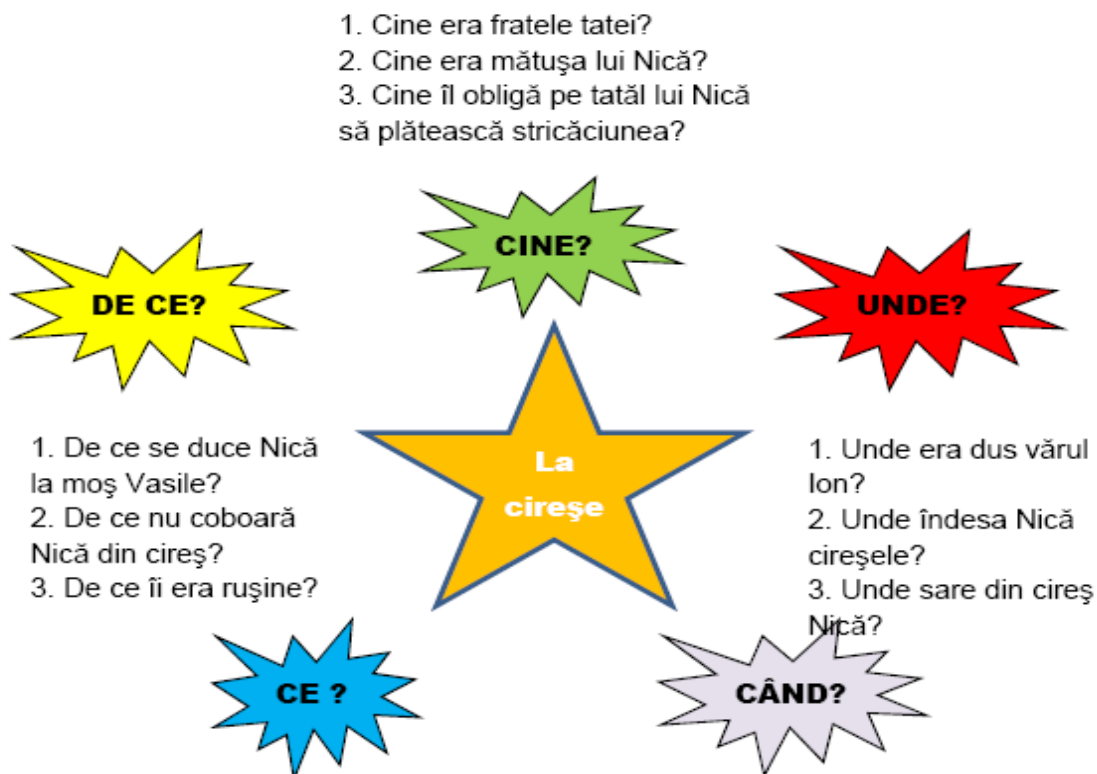 1. Cine era fratele tatei?
2. Cine era mătuşa lui Nică?
3. Cine îl obligă pe tatăl lui Nică
să plătească stricăciunea?
CINE?
DE CE?
UNDE?
1. De ce se duce Nică
la moş Vasile?
2. De ce nu coboară
Nică din cireş?
3. De ce îi era ruşine?
La
cireşe
1. Unde era dus vărul
Ion?
2. Unde îndesa Nică
cireşele?
3. Unde sare din cireş
Nică?
CE ?
CÂND?